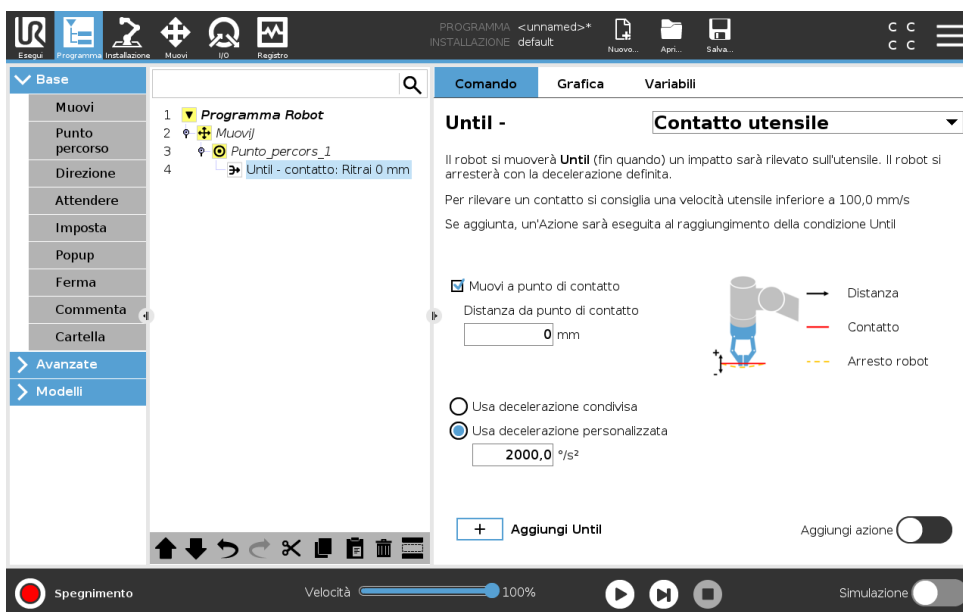 PROGRAMMA <unnamed>*
INSTALLAZIONE default
UR
Esegui
Programma
Installazione
Muovi
I/O
Registro
Nuovo...
Apri...
Salva...
C C
C C
Base
Muovi
Punto
percorso
Direzione
Attendere
Imposta
Popup
Ferma
Commenta
Cartella
Avanzate
Modelli
1 Programma Robot
2 MuoviJ
3 Punto_percors_1
4 Until - contatto: Ritrai 0 mm
Comando Grafica Variabili
Until - Contatto utensile
Il robot si muoverà Until (fin quando) un impatto sarà rilevato sull'utensile. Il robot si
arresterà con la decelerazione definita.
Per rilevare un contatto si consiglia una velocità utensile inferiore a 100,0 mm/s
Se aggiunta, un'Azione sarà eseguita al raggiungimento della condizione Until
Muovi a punto di contatto
Distanza da punto di contatto
0 mm
+
-
Distanza
Contatto
Arresto robot
Usa decelerazione condivisa
Usa decelerazione personalizzata
2000,0 °/s²
+ Aggiungi Until
Aggiungi azione
Spegnimento
Velocità 100%
Simulazione